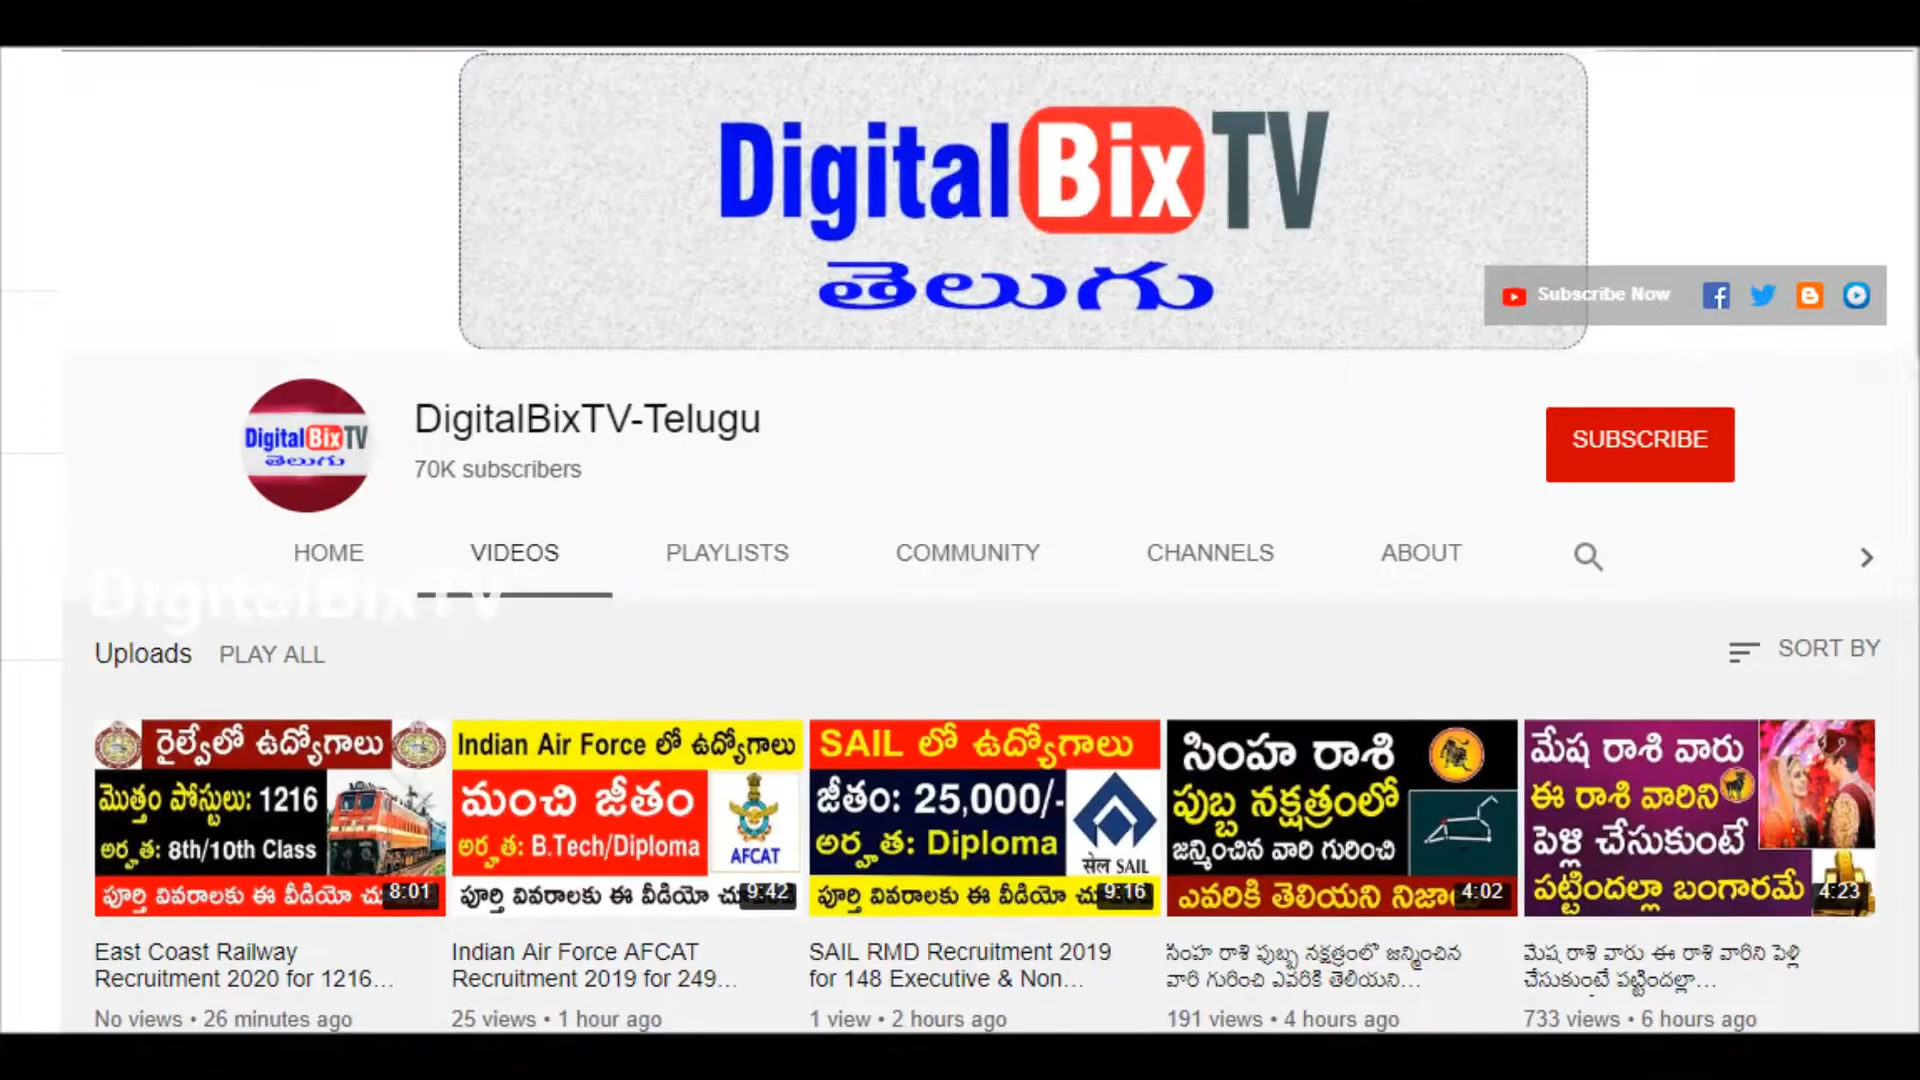 DigitalBixTV
తెలుగు
Subscribe Now
DigitalBixTV
తెలుగు
DigitalBixTV-Telugu
70K subscribers
SUBSCRIBE
HOME VIDEOS PLAYLISTS COMMUNITY CHANNELS ABOUT
DigitalBixTV
Uploads PLAY ALL
SORT BY
రైల్వేలో ఉద్యోగాలు
మొత్తం పోస్టులు: 1216
అర్హత: 8th/10th Class
పూర్తి వివరాలకు ఈ వీడియో
8:01
East Coast Railway
Recruitment 2020 for 1216...
No views • 26 minutes ago
Indian Air Force లో ఉద్యోగాలు
మంచి జీతం
అర్హత: B.Tech/Diploma
AFCAT
పూర్తి వివరాలకు ఈ వీడియో
9:42
Indian Air Force AFCAT
Recruitment 2019 for 249...
25 views • 1 hour ago
SAIL లో ఉద్యోగాలు
జీతం: 25,000/-
అర్హత: Diploma
सेल SAIL
పూర్తి వివరాలకు ఈ వీడియో
9:16
SAIL RMD Recruitment 2019
for 148 Executive & Non...
1 view • 2 hours ago
సింహ రాశి
పుబ్బ నక్షత్రంలో
జన్మించిన వారి గురించి
ఎవరికి తెలియని
4:02
సింహ రాశి పుబ్బ నక్షత్రంలో జన్మించిన
వారి గురించి ఎవరికి తెలియని...
191 views • 4 hours ago
మేష రాశి వారు
ఈ రాశి వారిని
పెళ్లి చేసుకుంటే
పట్టిందల్లా బంగారమే
4:23
మేష రాశి వారు ఈ రాశి వారిని పెళ్లి
చేసుకుంటే పట్టిందల్లా...
733 views • 6 hours ago